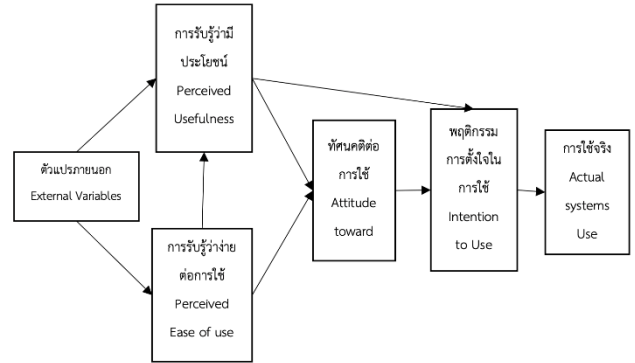 การรับรู้ว่ามี
ประโยชน์
Perceived
Usefulness
ตัวแปรภายนอก
External Variables
การรับรู้ว่าง่าย
ต่อการใช้
Perceived
Ease of use
ทัศนคติต่อ
การใช้
Attitude
toward
พฤติกรรม
การตั้งใจใน
การใช้
Intention
to Use
การใช้จริง
Actual
systems
Use